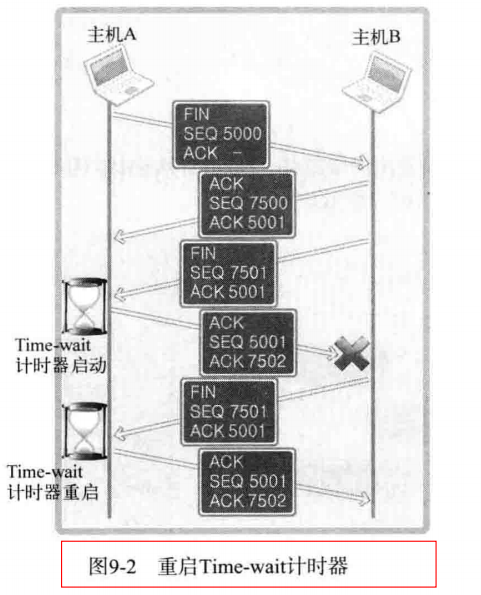 主机A
主机B
FIN
SEQ 5000
ACK -
ACK
SEQ 7500
ACK 5001
FIN
SEQ 7501
ACK 5001
Time-wait
计时器启动
ACK
SEQ 5001
ACK 7502
FIN
SEQ 7501
ACK 5001
Time-wait
计时器重启
ACK
SEQ 5001
ACK 7502
图9-2 重启Time-wait计时器